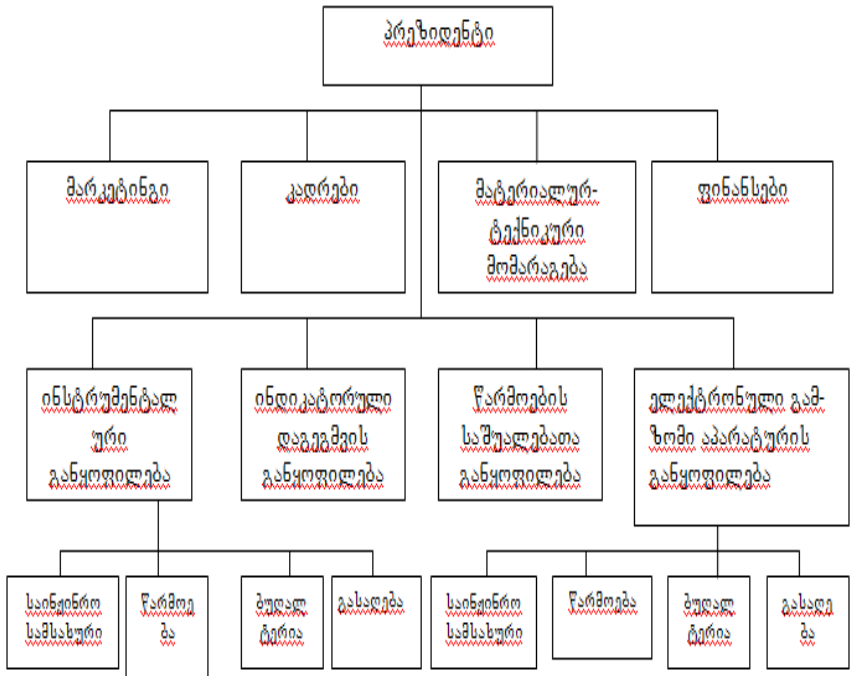 პრეზიდენტი
მარკეტინგი
კადრები
მატერიალურ-
ტექნიკური
მომარაგება
ფინანსები
ინსტრუმენტალ
ური
განყოფილება
ინდიკატორული
დაგეგმვის
განყოფილება
წარმოების
საშუალებათა
განყოფილება
ელექტრონული გამ-
ზომი აპარატურის
განყოფილება
საინჟინრო
სამსახური
წარმოე
ბა
ბუღალ
ტერია
გასაღება
საინჟინრო
სამსახური
წარმოება
ბუღალ
ტერია
გასაღე
ბა